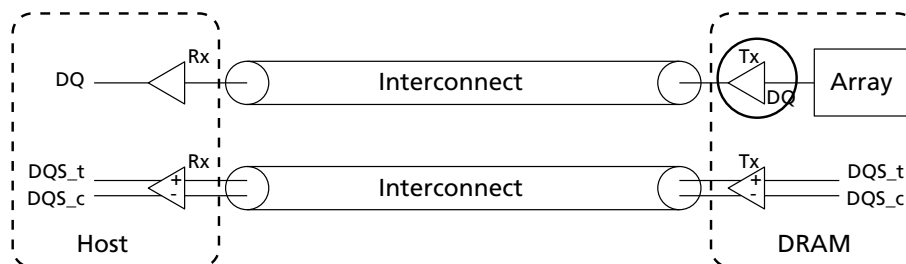 Rx
Tx
DQ
Interconnect
DQ
Array
Rx
Tx
DQS_t
+
+
DQS_t
Interconnect
DQS_c
-
-
DQS_c
Host
DRAM